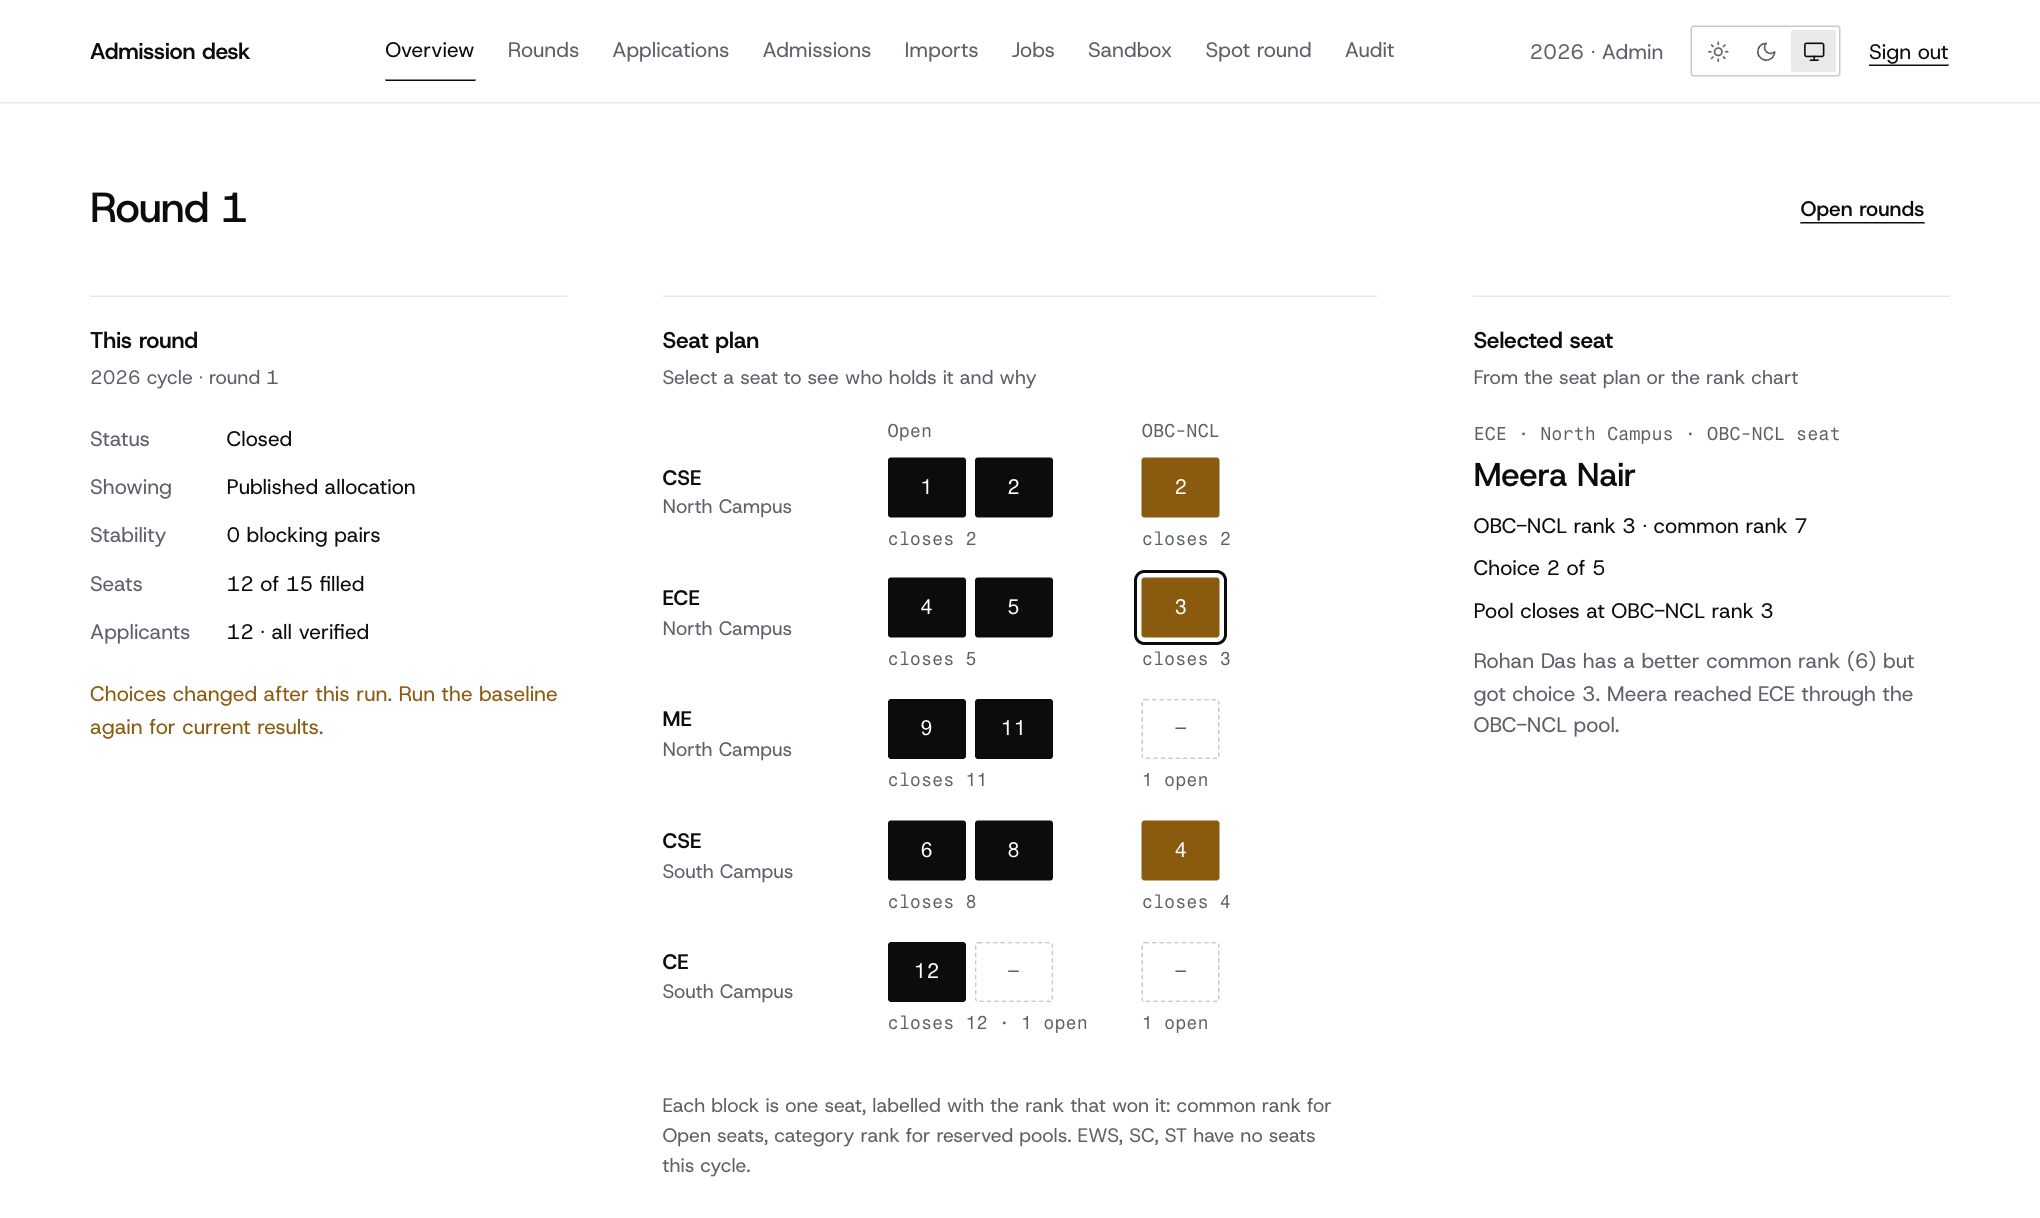 Admission desk
Overview Rounds Applications Admissions Imports Jobs Sandbox Spot round Audit
2026 · Admin
Sign out
Round 1
Open rounds
This round
2026 cycle · round 1
Status Closed
Showing Published allocation
Stability 0 blocking pairs
Seats 12 of 15 filled
Applicants 12 · all verified
Choices changed after this run. Run the baseline
again for current results.
Seat plan
Select a seat to see who holds it and why
Open OBC-NCL
CSE
North Campus
1 2 2
closes 2 closes 2
ECE
North Campus
4 5 3
closes 5 closes 3
ME
North Campus
9 11 –
closes 11 1 open
CSE
South Campus
6 8 4
closes 8 closes 4
CE
South Campus
12 – –
closes 12 · 1 open 1 open
Each block is one seat, labelled with the rank that won it: common rank for
Open seats, category rank for reserved pools. EWS, SC, ST have no seats
this cycle.
Selected seat
From the seat plan or the rank chart
ECE · North Campus · OBC-NCL seat
Meera Nair
OBC-NCL rank 3 · common rank 7
Choice 2 of 5
Pool closes at OBC-NCL rank 3
Rohan Das has a better common rank (6) but
got choice 3. Meera reached ECE through the
OBC-NCL pool.